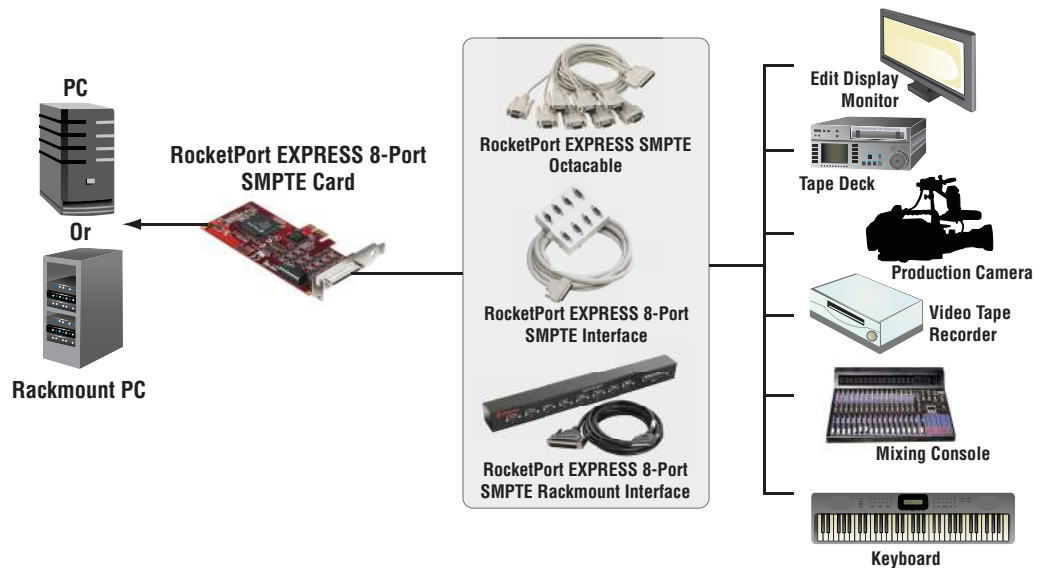 PC
Or
Rackmount PC
RocketPort EXPRESS 8-Port
SMPTE Card
RocketPort EXPRESS SMPTE
Octacable
RocketPort EXPRESS 8-Port
SMPTE Interface
RocketPort EXPRESS 8-Port
SMPTE Rackmount Interface
Edit Display
Monitor
Tape Deck
Production Camera
Video Tape
Recorder
Mixing Console
Keyboard